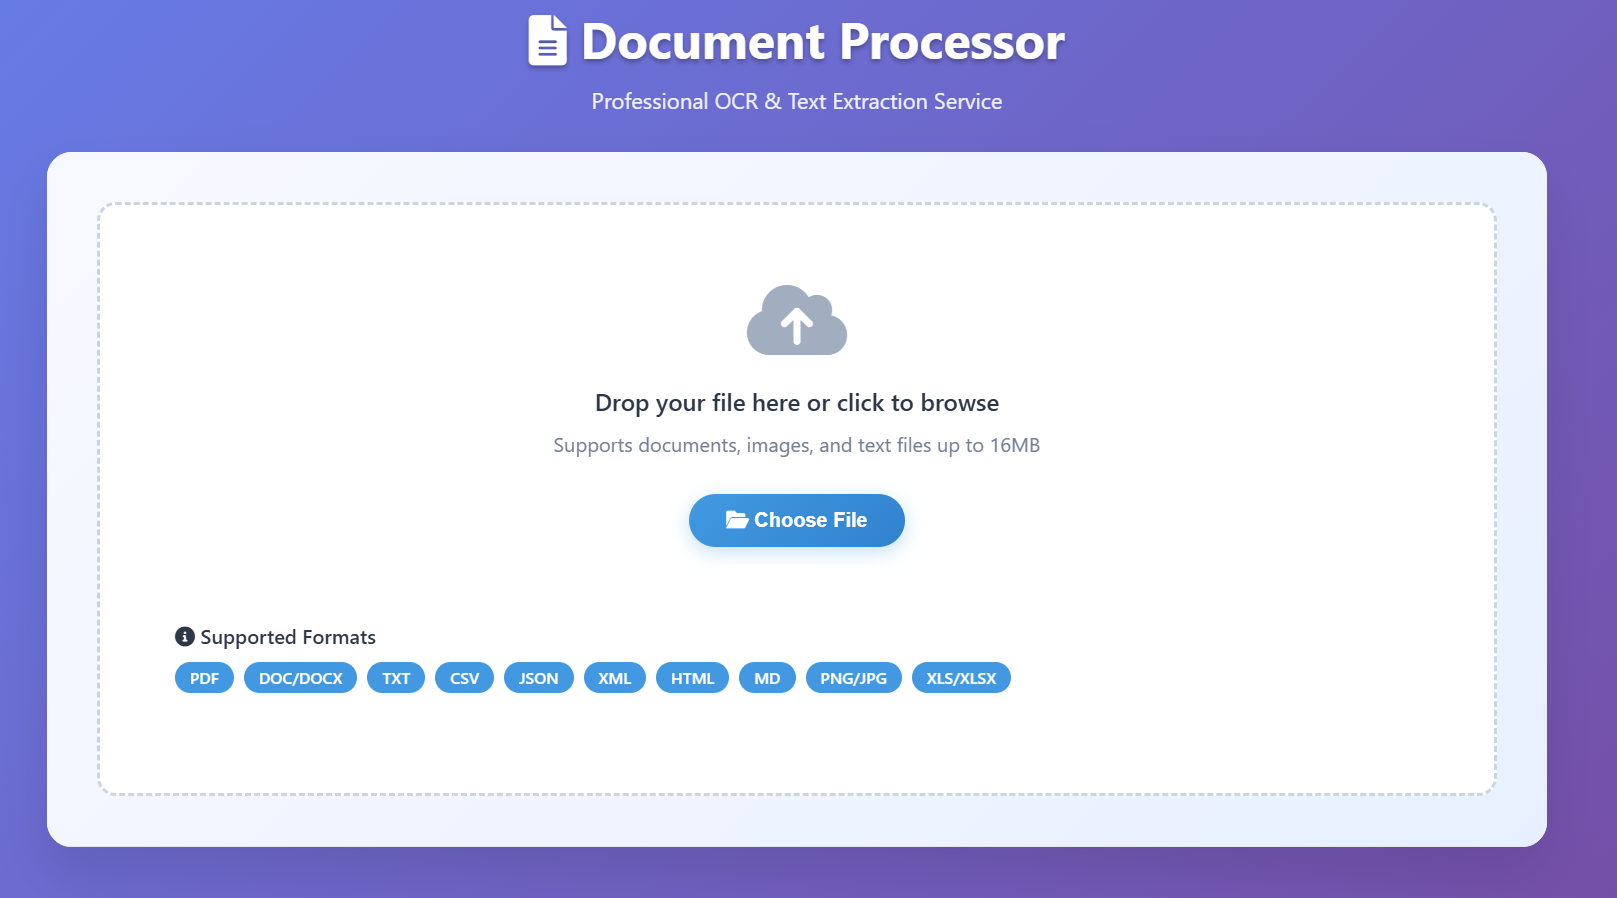 Document Processor
Professional OCR & Text Extraction Service
Drop your file here or click to browse
Supports documents, images, and text files up to 16MB
Choose File
Supported Formats
PDF DOC/DOCX TXT CSV JSON XML HTML MD PNG/JPG XLS/XLSX